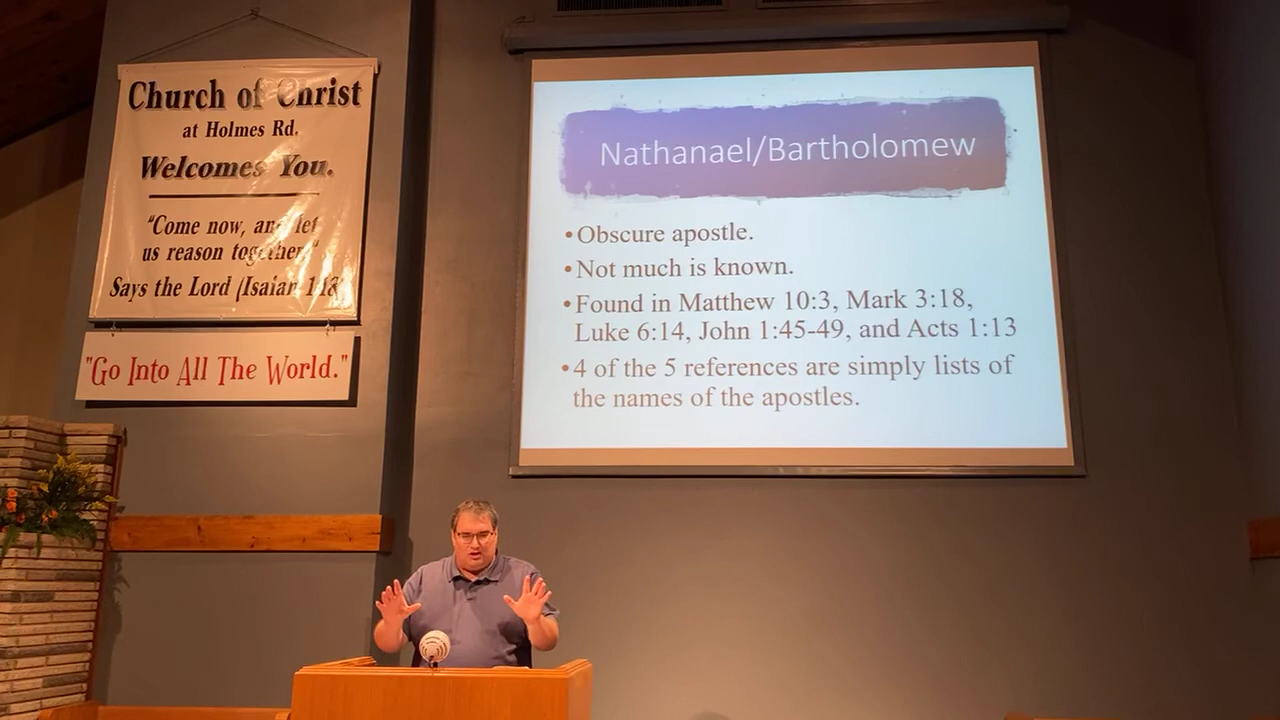 Church of Christ
at Holmes Rd.
Welcomes You.
"Come now, and let
us reason together,"
Says the Lord (Isaiah 1:18)
"Go Into All The World."
Nathanael/Bartholomew
•Obscure apostle.
•Not much is known.
•Found in Matthew 10:3, Mark 3:18,
Luke 6:14, John 1:45-49, and Acts 1:13
•4 of the 5 references are simply lists of
the names of the apostles.